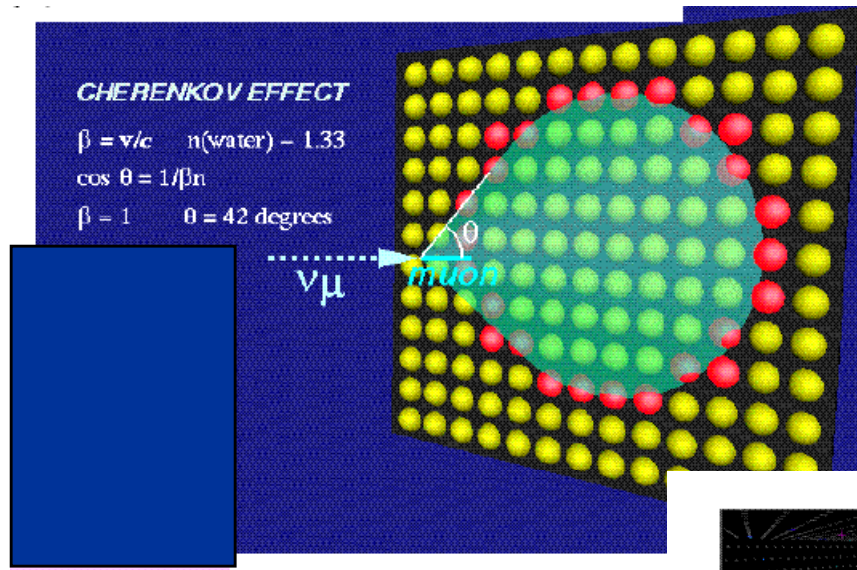 CHERENKOV EFFECT
β = v/c n(water) – 1.33
cos θ = 1/βn
β = 1 θ = 42 degrees
θ
muon
νμ